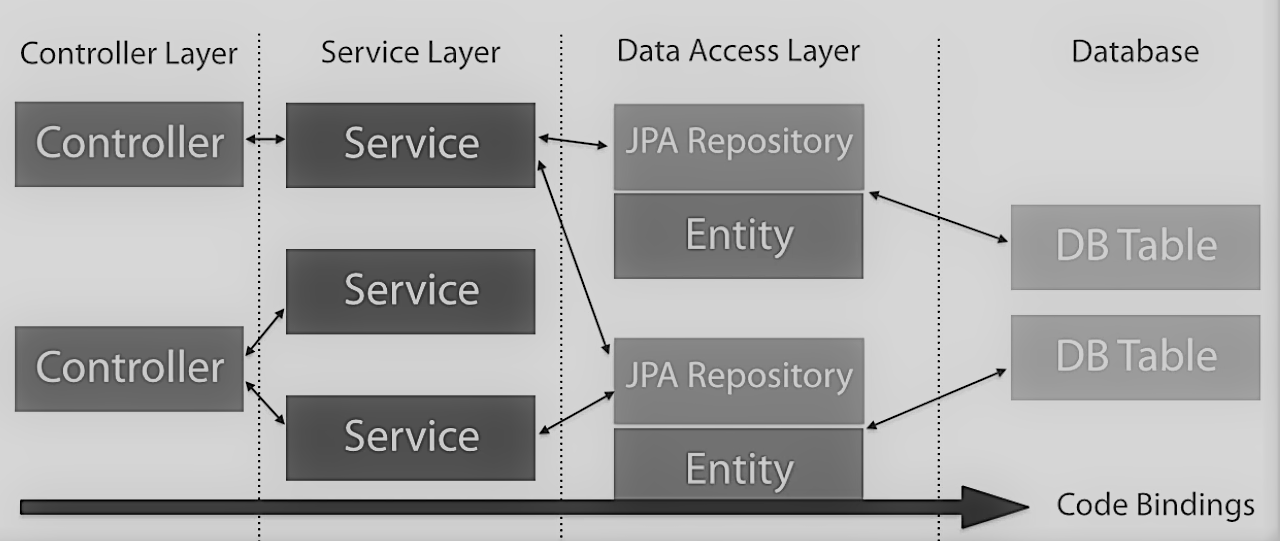 Controller Layer
Service Layer
Data Access Layer
Database
Controller
Service
JPA Repository
Entity
DB Table
Service
Controller
Service
JPA Repository
Entity
DB Table
Code Bindings